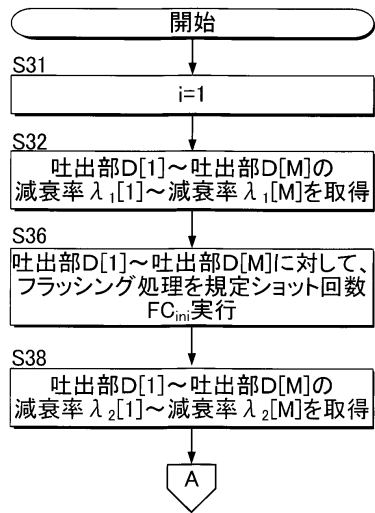 開始
S31
i=1
S32
吐出部D[1]～吐出部D[M]の
減衰率λ₁[1]～減衰率λ₁[M]を取得
S36
吐出部D[1]～吐出部D[M]に対して、
フラッシング処理を規定ショット回数
FCini実行
S38
吐出部D[1]～吐出部D[M]の
減衰率λ₂[1]～減衰率λ₂[M]を取得
A